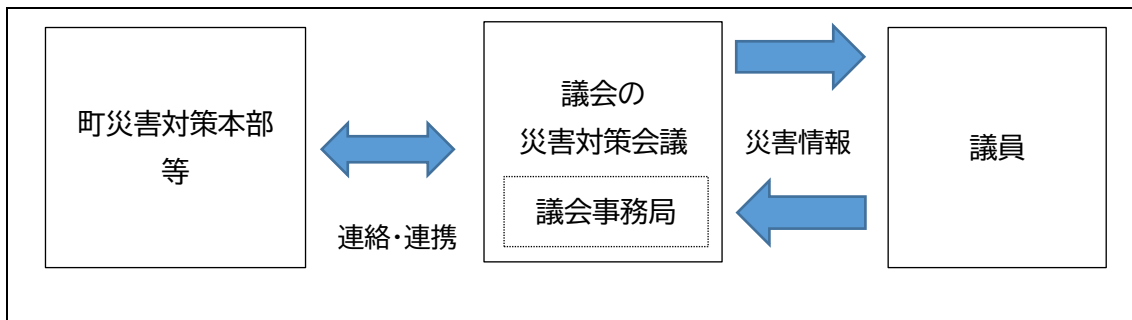 町災害対策本部
等
連絡・連携
議会の
災害対策会議
議会事務局
災害情報
議員